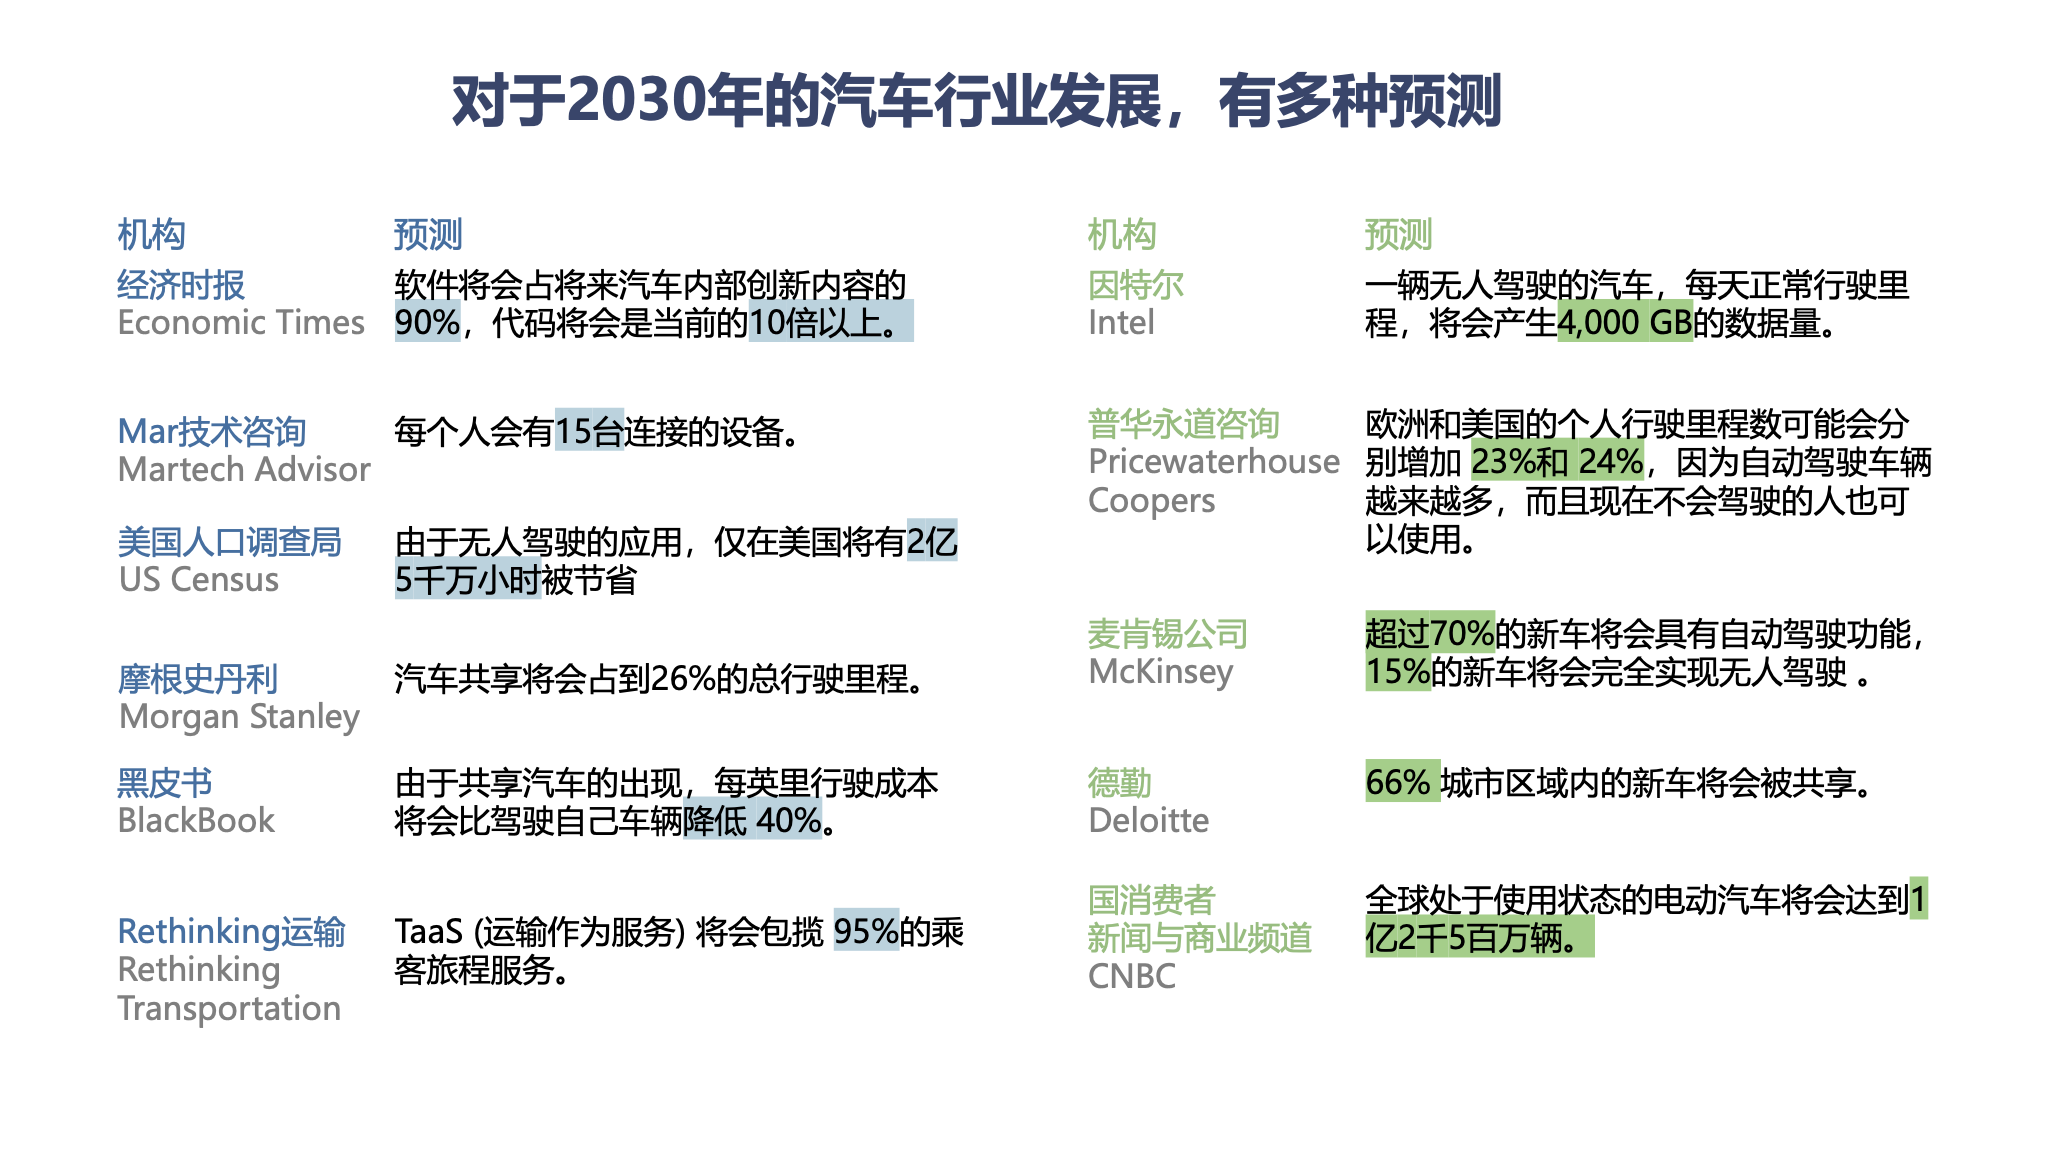 对于2030年的汽车行业发展，有多种预测
机构
预测
经济时报
Economic Times
软件将会占将来汽车内部创新内容的
90%，代码将会是当前的10倍以上。
Mar技术咨询
Martech Advisor
每个人会有15台连接的设备。
美国人口调查局
US Census
由于无人驾驶的应用，仅在美国将有2亿
5千万小时被节省
摩根史丹利
Morgan Stanley
汽车共享将会占到26%的总行驶里程。
黑皮书
BlackBook
由于共享汽车的出现，每英里行驶成本
将会比驾驶自己车辆降低 40%。
Rethinking运输
Rethinking
Transportation
TaaS (运输作为服务) 将会包揽 95%的乘
客旅程服务。
机构
预测
因特尔
Intel
一辆无人驾驶的汽车，每天正常行驶里
程，将会产生4,000 GB的数据量。
普华永道咨询
Pricewaterhouse
Coopers
欧洲和美国的个人行驶里程数可能会分
别增加 23%和 24%，因为自动驾驶车辆
越来越多，而且现在不会驾驶的人也可
以使用。
麦肯锡公司
McKinsey
超过70%的新车将会具有自动驾驶功能，
15%的新车将会完全实现无人驾驶 。
德勤
Deloitte
66% 城市区域内的新车将会被共享。
国消费者
新闻与商业频道
CNBC
全球处于使用状态的电动汽车将会达到1
亿2千5百万辆。